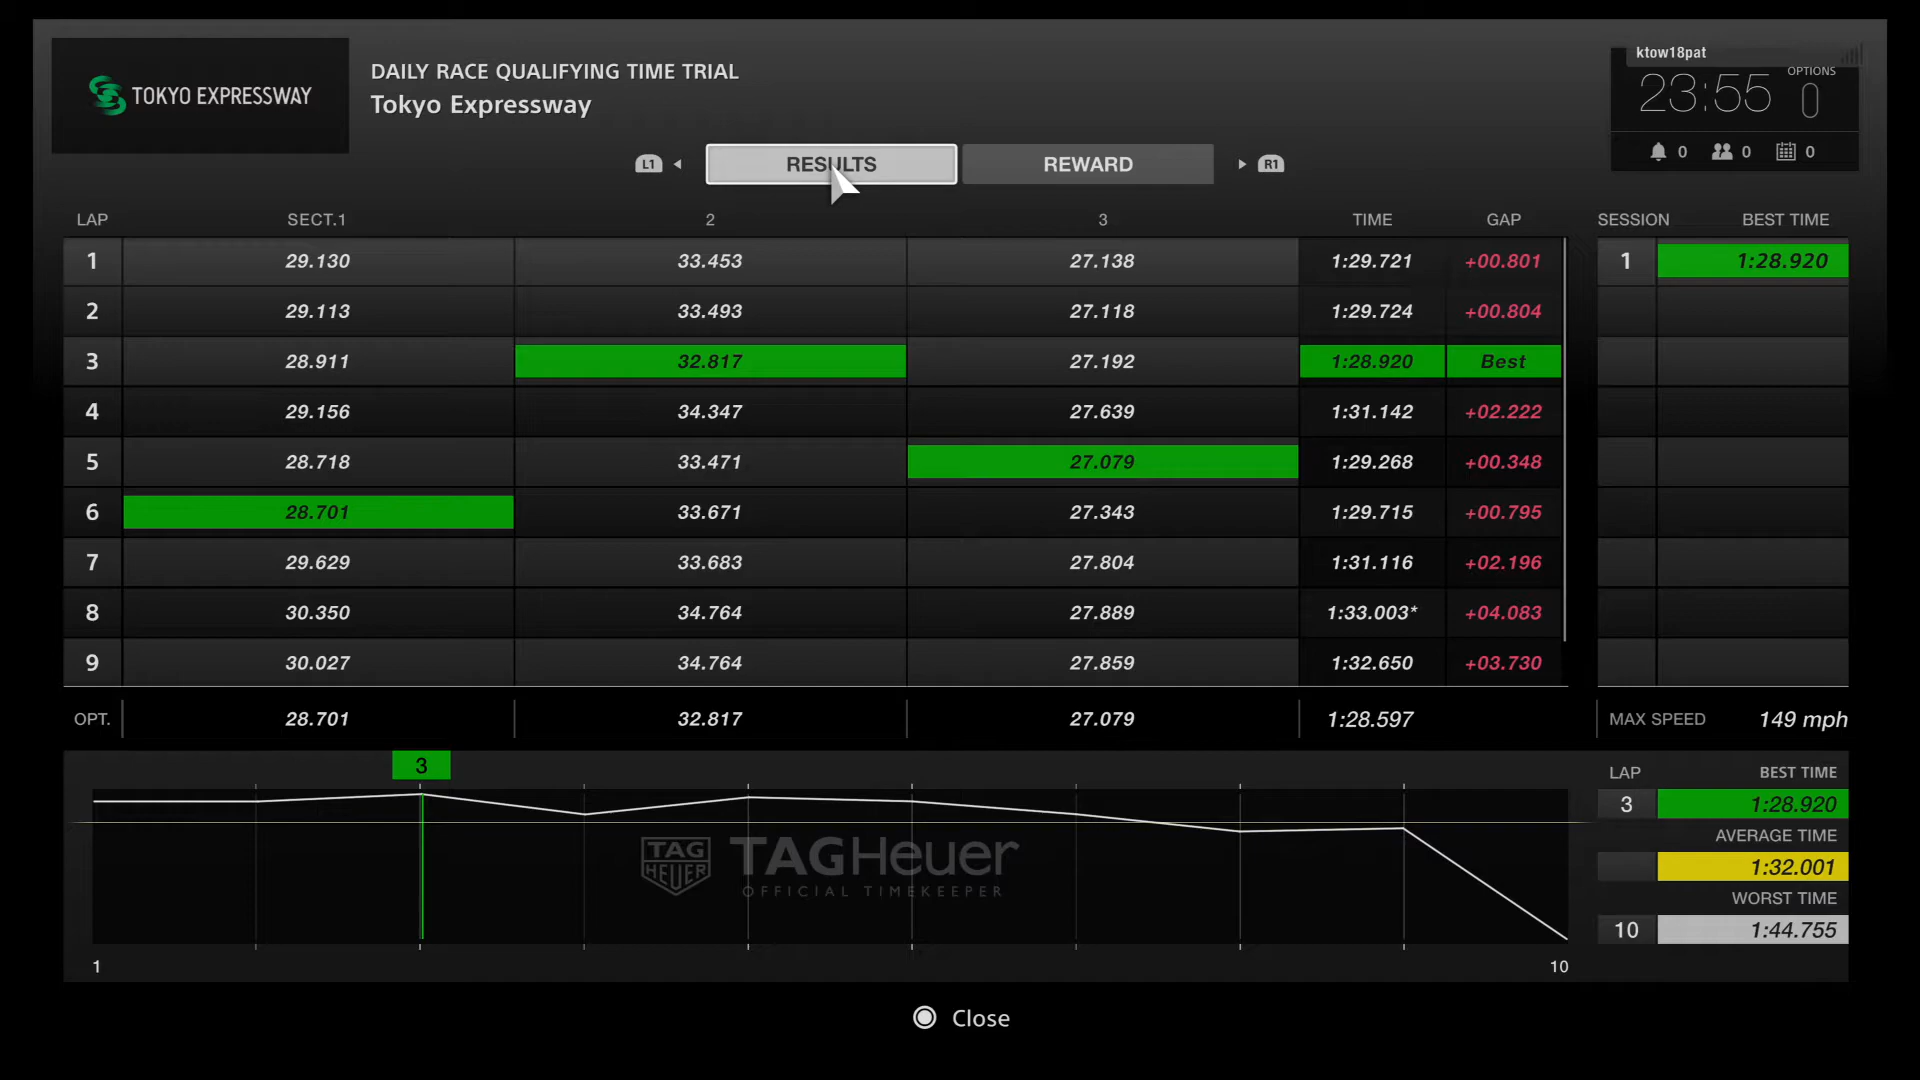 TOKYO EXPRESSWAY
DAILY RACE QUALIFYING TIME TRIAL
Tokyo Expressway
ktow18pat
23:55 OPTIONS
0 0 0
L1 RESULTS REWARD R1
LAP SECT.1 2 3 TIME GAP SESSION BEST TIME
1 29.130 33.453 27.138 1:29.721 +00.801 1 1:28.920
2 29.113 33.493 27.118 1:29.724 +00.804
3 28.911 32.817 27.192 1:28.920 Best
4 29.156 34.347 27.639 1:31.142 +02.222
5 28.718 33.471 27.079 1:29.268 +00.348
6 28.701 33.671 27.343 1:29.715 +00.795
7 29.629 33.683 27.804 1:31.116 +02.196
8 30.350 34.764 27.889 1:33.003* +04.083
9 30.027 34.764 27.859 1:32.650 +03.730
OPT. 28.701 32.817 27.079 1:28.597 MAX SPEED 149 mph
3
TAG HEUER
TAGHeuer
OFFICIAL TIMEKEEPER
1 10
LAP BEST TIME
3 1:28.920
AVERAGE TIME
1:32.001
WORST TIME
10 1:44.755
Close